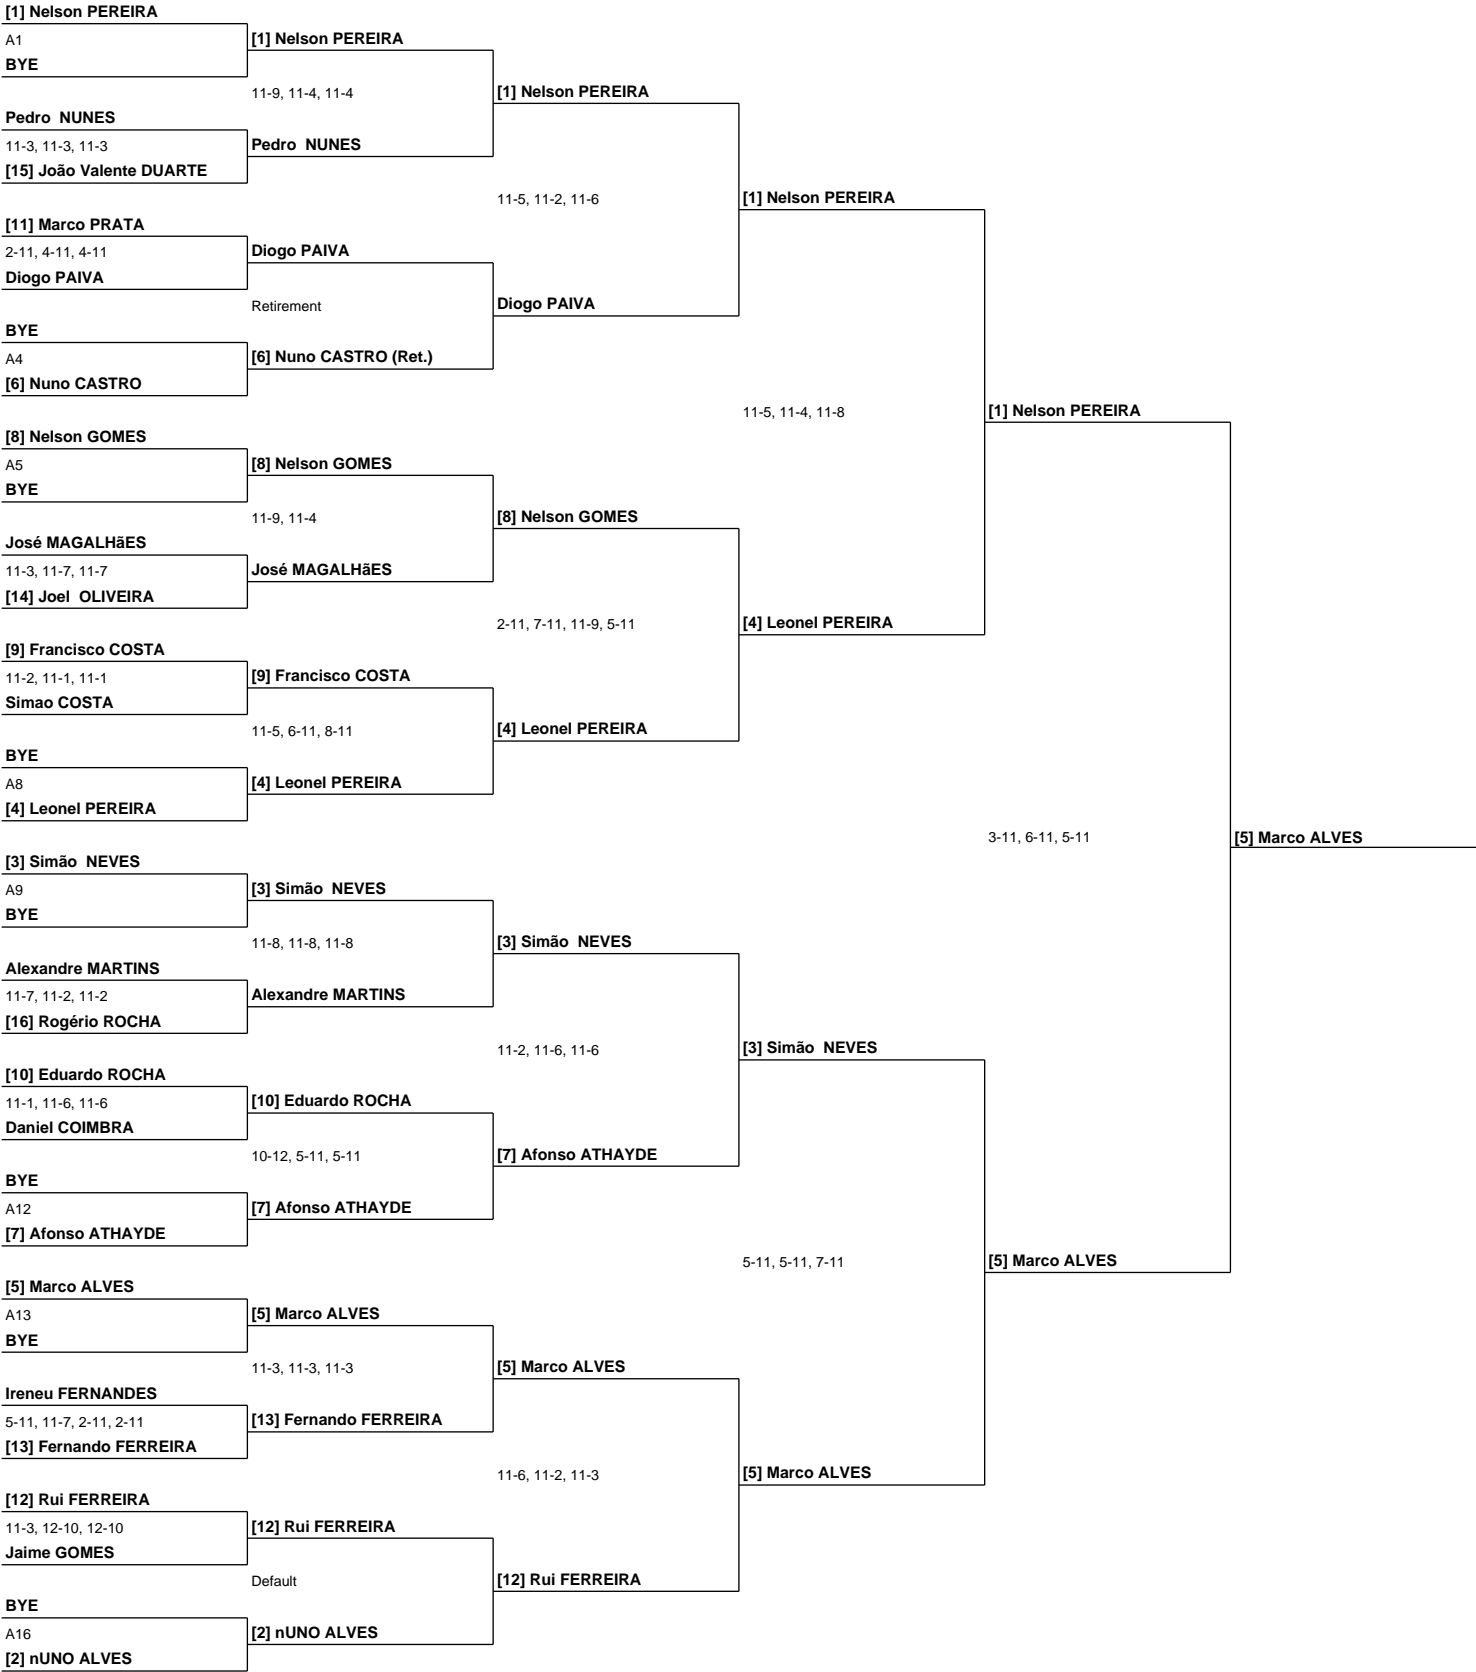 [1] Nelson PEREIRA
A1
BYE
Pedro  NUNES
11-3, 11-3, 11-3
[15] João Valente DUARTE
[11] Marco PRATA
2-11, 4-11, 4-11
Diogo PAIVA
BYE
A4
[6] Nuno CASTRO
[8] Nelson GOMES
A5
BYE
José MAGALHãES
11-3, 11-7, 11-7
[14] Joel  OLIVEIRA
[9] Francisco COSTA
11-2, 11-1, 11-1
Simao COSTA
BYE
A8
[4] Leonel PEREIRA
[3] Simão  NEVES
A9
BYE
Alexandre MARTINS
11-7, 11-2, 11-2
[16] Rogério ROCHA
[10] Eduardo ROCHA
11-1, 11-6, 11-6
Daniel COIMBRA
BYE
A12
[7] Afonso ATHAYDE
[5] Marco ALVES
A13
BYE
Ireneu FERNANDES
5-11, 11-7, 2-11, 2-11
[13] Fernando FERREIRA
[12] Rui FERREIRA
11-3, 12-10, 12-10
Jaime GOMES
BYE
A16
[2] nUNO ALVES
[1] Nelson PEREIRA
11-9, 11-4, 11-4
Pedro  NUNES
Diogo PAIVA
Retirement
[6] Nuno CASTRO (Ret.)
[8] Nelson GOMES
11-9, 11-4
José MAGALHãES
[9] Francisco COSTA
11-5, 6-11, 8-11
[4] Leonel PEREIRA
[3] Simão  NEVES
11-8, 11-8, 11-8
Alexandre MARTINS
[10] Eduardo ROCHA
10-12, 5-11, 5-11
[7] Afonso ATHAYDE
[5] Marco ALVES
11-3, 11-3, 11-3
[13] Fernando FERREIRA
[12] Rui FERREIRA
Default
[2] nUNO ALVES
[1] Nelson PEREIRA
11-5, 11-2, 11-6
Diogo PAIVA
[8] Nelson GOMES
2-11, 7-11, 11-9, 5-11
[4] Leonel PEREIRA
[3] Simão  NEVES
11-2, 11-6, 11-6
[7] Afonso ATHAYDE
[5] Marco ALVES
11-6, 11-2, 11-3
[12] Rui FERREIRA
[1] Nelson PEREIRA
11-5, 11-4, 11-8
[4] Leonel PEREIRA
[3] Simão  NEVES
5-11, 5-11, 7-11
[5] Marco ALVES
[1] Nelson PEREIRA
3-11, 6-11, 5-11
[5] Marco ALVES
[5] Marco ALVES